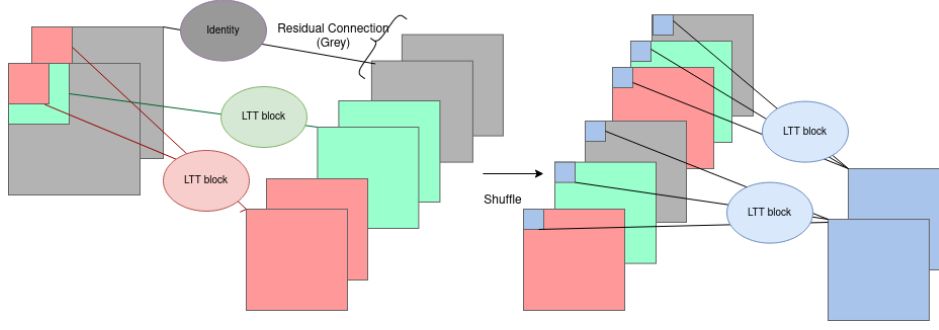 Identity
Residual Connection
(Grey)
LTT block
LTT block
Shuffle
LTT block
LTT block